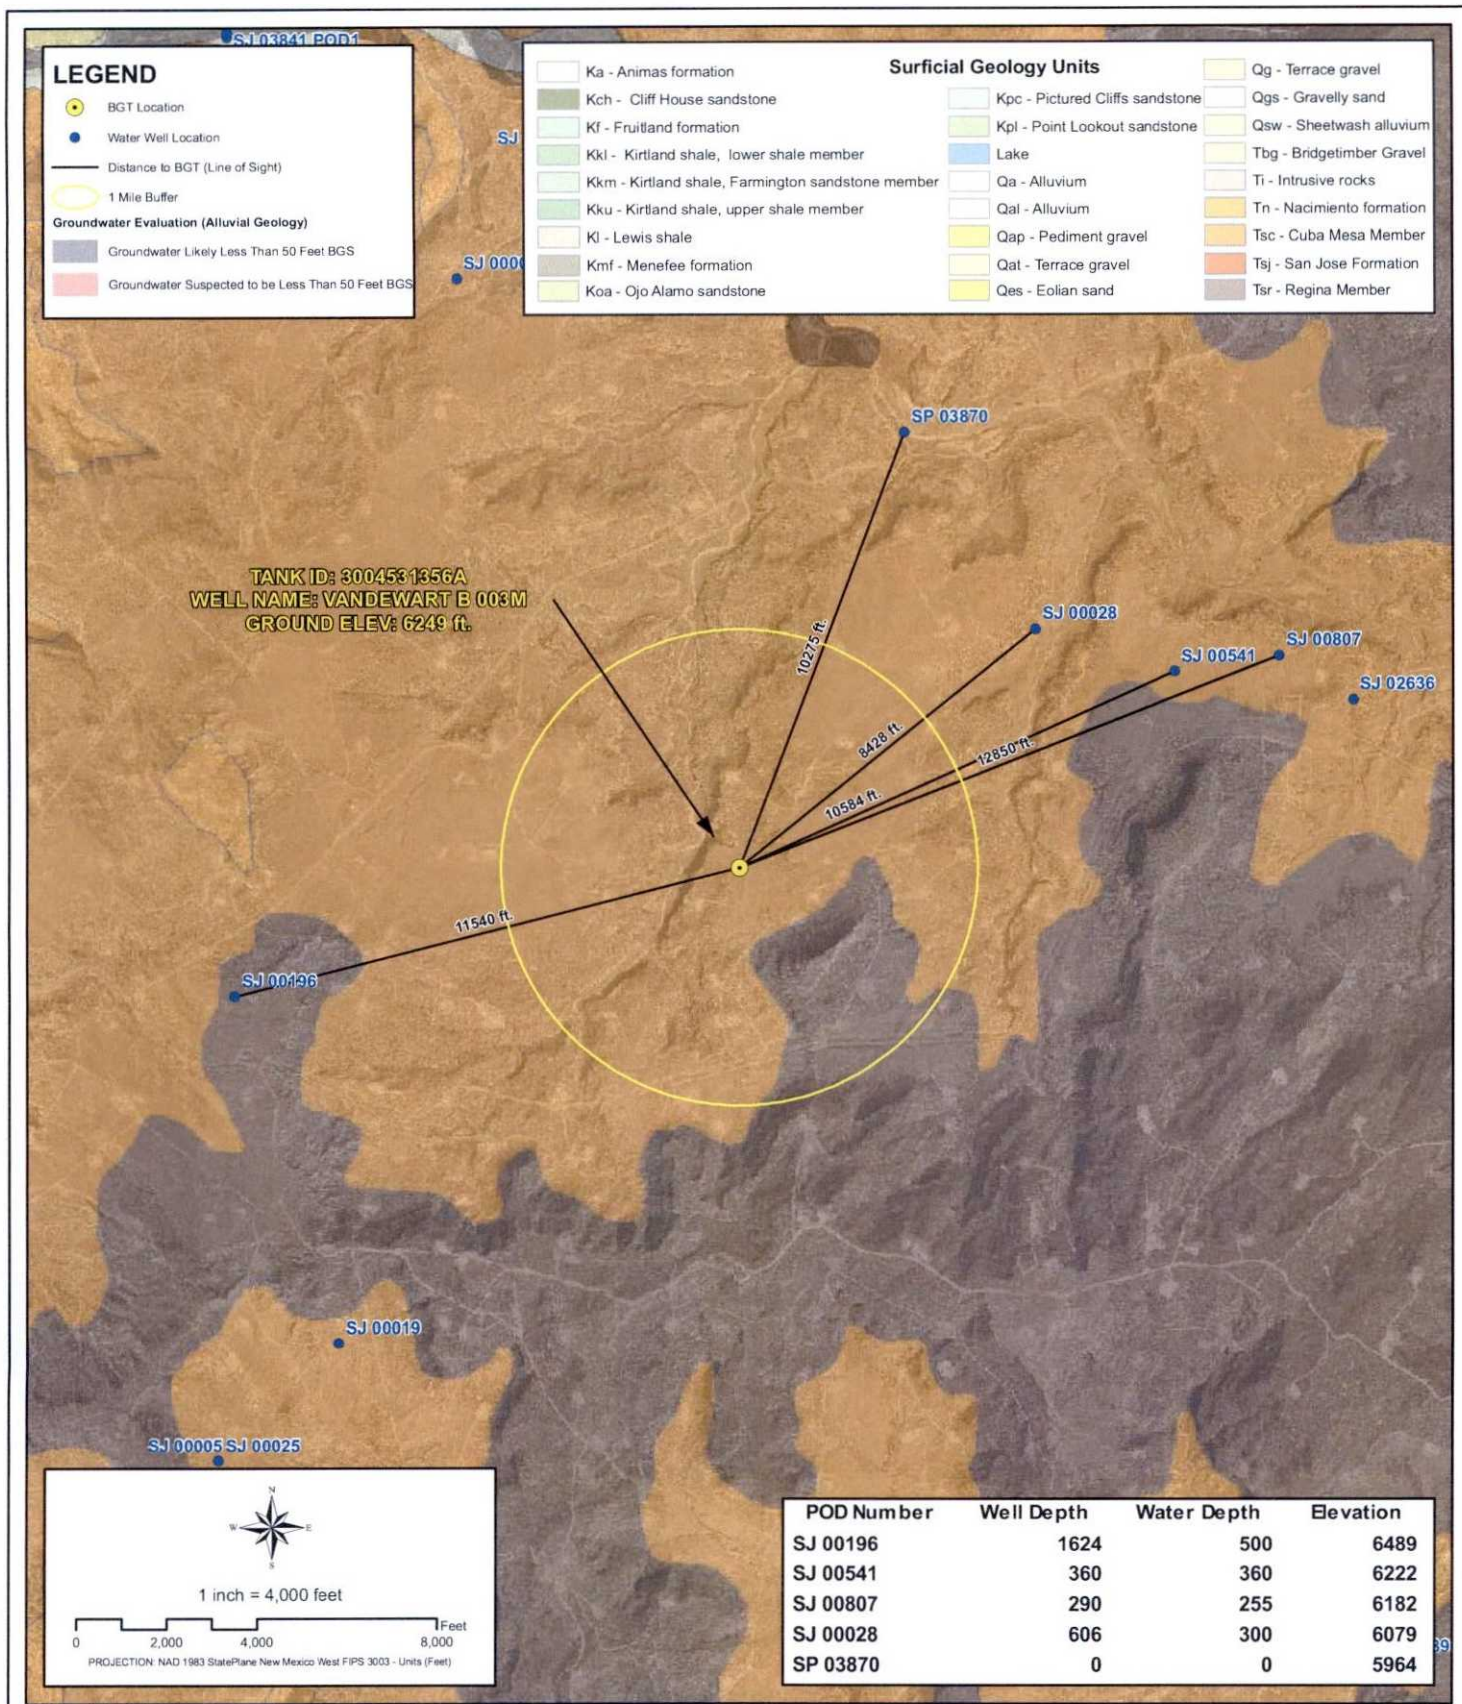 SJ 03841 POD1
LEGEND
BGT Location
Water Well Location
Distance to BGT (Line of Sight)
1 Mile Buffer
Groundwater Evaluation (Alluvial Geology)
Groundwater Likely Less Than 50 Feet BGS
Groundwater Suspected to be Less Than 50 Feet BGS
Surficial Geology Units
Ka - Animas formation
Kch - Cliff House sandstone
Kf - Fruitland formation
Kkl - Kirtland shale, lower shale member
Kkm - Kirtland shale, Farmington sandstone member
Kku - Kirtland shale, upper shale member
Kl - Lewis shale
Kmf - Menefee formation
Koa - Ojo Alamo sandstone
Kpc - Pictured Cliffs sandstone
Kpl - Point Lookout sandstone
Lake
Qa - Alluvium
Qal - Alluvium
Qap - Pediment gravel
Qat - Terrace gravel
Qes - Eolian sand
Qg - Terrace gravel
Qgs - Gravelly sand
Qsw - Sheetwash alluvium
Tbg - Bridgetimber Gravel
Ti - Intrusive rocks
Tn - Nacimiento formation
Tsc - Cuba Mesa Member
Tsj - San Jose Formation
Tsr - Regina Member
SJ
SJ 000
SP 03870
TANK ID: 3004531356A
WELL NAME: VANDEWART B 003M
GROUND ELEV: 6249 ft.
SJ 00028
SJ 00807
SJ 00541
SJ 02636
10275 ft.
8428 ft.
12850 ft.
10584 ft.
11540 ft.
SJ 00196
SJ 00019
SJ 00005 SJ 00025
N
W E
S
1 inch = 4,000 feet
Feet
0 2,000 4,000 8,000
PROJECTION: NAD 1983 StatePlane New Mexico West FIPS 3003 - Units (Feet)
POD Number Well Depth Water Depth Elevation
SJ 00196 1624 500 6489
SJ 00541 360 360 6222
SJ 00807 290 255 6182
SJ 00028 606 300 6079
SP 03870 0 0 5964